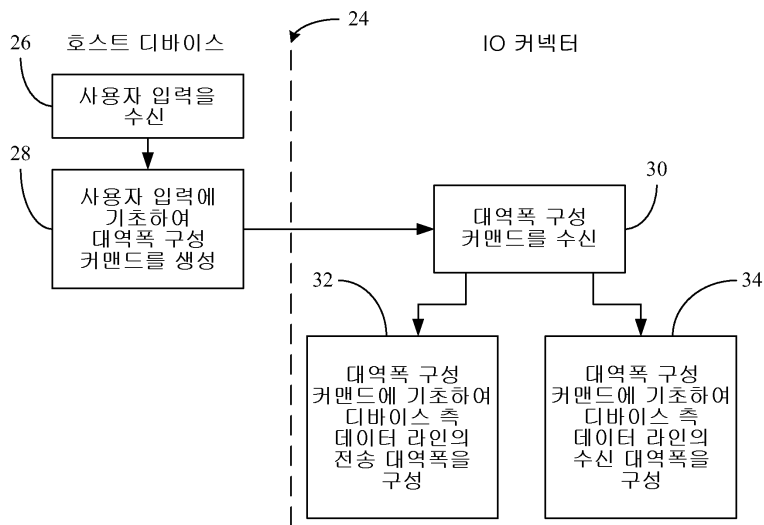 호스트 디바이스
24
IO 커넥터
26
사용자 입력을
수신
28
사용자 입력에
기초하여
대역폭 구성
커맨드를 생성
30
대역폭 구성
커맨드를 수신
32
대역폭 구성
커맨드에 기초하여
디바이스 측
데이터 라인의
전송 대역폭을
구성
34
대역폭 구성
커맨드에 기초하여
디바이스 측
데이터 라인의
수신 대역폭을
구성